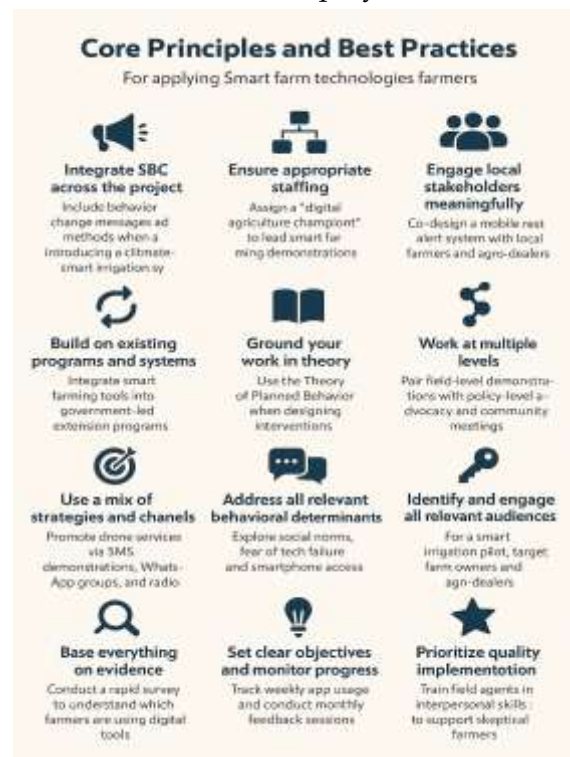 Core Principles and Best Practices
For applying Smart farm technologies farmers
Integrate SBC
across the project
Include behavior
change messages ad
methods when a
introducing a climate-
smart irrigation sy
Ensure appropriate
staffing
Assign a "digital
agriculture championt"
to lead smart far
ming demonstrations
Engage local
stakeholders
meaningfully
Co-design a mobile rest
alert system with local
farmers and agro-dealers
Build on existing
programs and systems
Integrate smart
farming tools into
government-led
extension programs
Ground your
work in theory
Use the Theory
of Planned Behavior
when designing
interventions
Work at multiple
levels
Pair field-level demonstra-
tions with policy-level a-
dvocacy and community
meetings
Use a mix of
strategies and chanels
Promote drone services
via SMS
demonstrations, Whats-
App groups, and radio
Address all relevant
behavioral determinants
Explore social norms,
fear of tech failure
and smartphone access
Identify and engage
all relevant audiences
For a smart
irrigation pilot, target
farm owners and
agn-dealers
Base everything
on evidence
Conduct a rapid survey
to understand which
farmers are using digital
tools
Set clear objectives
and monitor progress
Track weekly app usage
and conduct monthly
feedback sessions
Prioritize quality
implementotion
Train field agents in
interpersonal skills :
to support skeptical
farmers